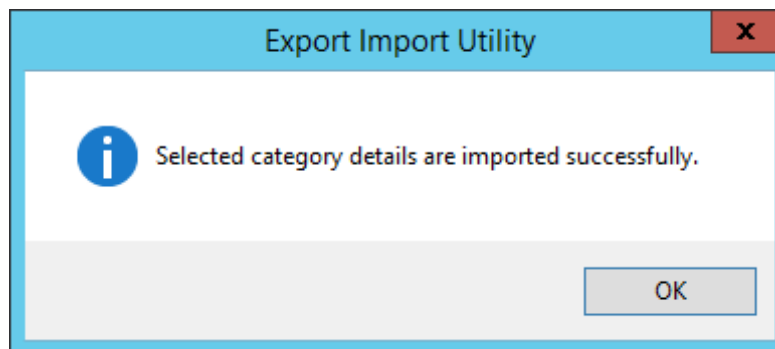 Export Import Utility
x
Selected category details are imported successfully.
OK